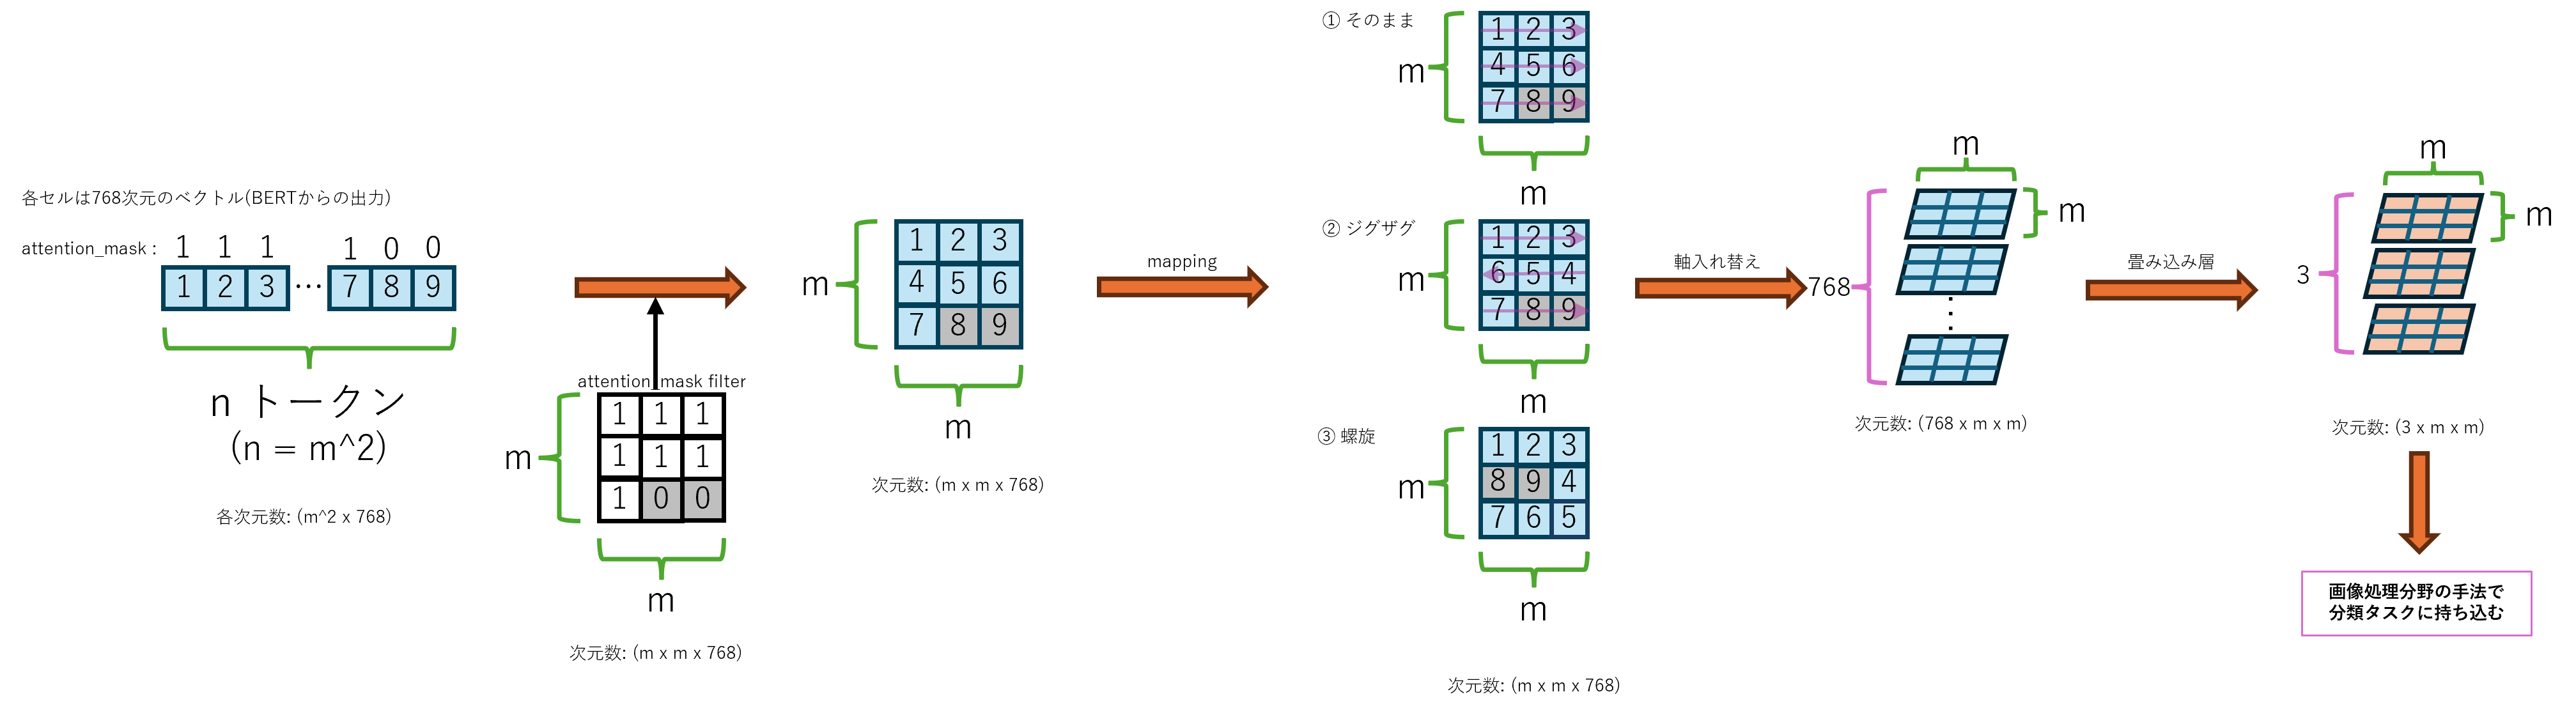 各セルは768次元のベクトル(BERTからの出力)
attention_mask : 1 1 1 1 0 0
1 2 3 … 7 8 9
n トークン
(n = m^2)
各次元数: (m^2 x 768)
attention_mask filter
m
1 1 1
1 1 1
1 0 0
m
次元数: (m x m x 768)
m
1 2 3
4 5 6
7 8 9
m
次元数: (m x m x 768)
mapping
① そのまま
m
1 2 3
4 5 6
7 8 9
m
② ジグザグ
m
1 2 3
6 5 4
7 8 9
m
③ 螺旋
m
1 2 3
8 9 4
7 6 5
m
次元数: (m x m x 768)
軸入れ替え
768
m
m
次元数: (768 x m x m)
畳み込み層
3
m
m
次元数: (3 x m x m)
画像処理分野の手法で
分類タスクに持ち込む